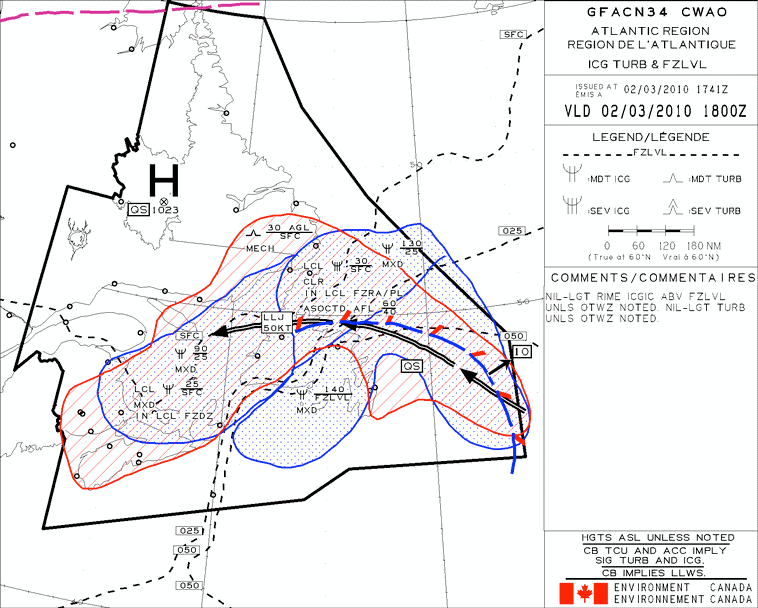 GFACN34 CWAO
ATLANTIC REGION
REGION DE L'ATLANTIQUE
ICG TURB & FZLVL
ISSUED AT 02/03/2010 1741Z
ÉMIS A
VLD 02/03/2010 1800Z
LEGEND/LÉGENDE
FZLVL
:MDT ICG :MDT TURB
:SEV ICG :SEV TURB
0 60 120 180 NM
(True at 60°N Vrai à 60°N)
COMMENTS/COMMENTAIRES
NIL-LGT RIME ICGIC ABV FZLVL
UNLS OTWZ NOTED. NIL-LGT TURB
UNLS OTWZ NOTED.
HGTS ASL UNLESS NOTED
CB TCU AND ACC IMPLY
SIG TURB AND ICG.
CB IMPLIES LLWS.
ENVIRONMENT CANADA
ENVIRONNEMENT CANADA
SFC
50
H
QS 1023
30 AGL
SFC
MECH
025
130
25
MXD
30
SFC
LCL
CLR
IN LCL FZRA/PL
ASOCTD AFL 60
40
50
LLJ
50KT
SFC
050
10
90
25
MXD
QS
LCL 25
SFC
MXD
IN LCL FZDZ
140
FZLVL
MXD
025
050
050